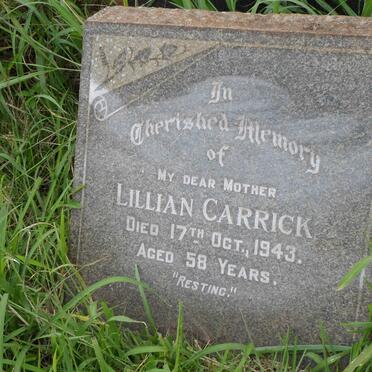 In
Cherished Memory
of
MY DEAR MOTHER
LILLIAN CARRICK
DIED 17TH OCT., 1943.
AGED 58 YEARS.
"RESTING."